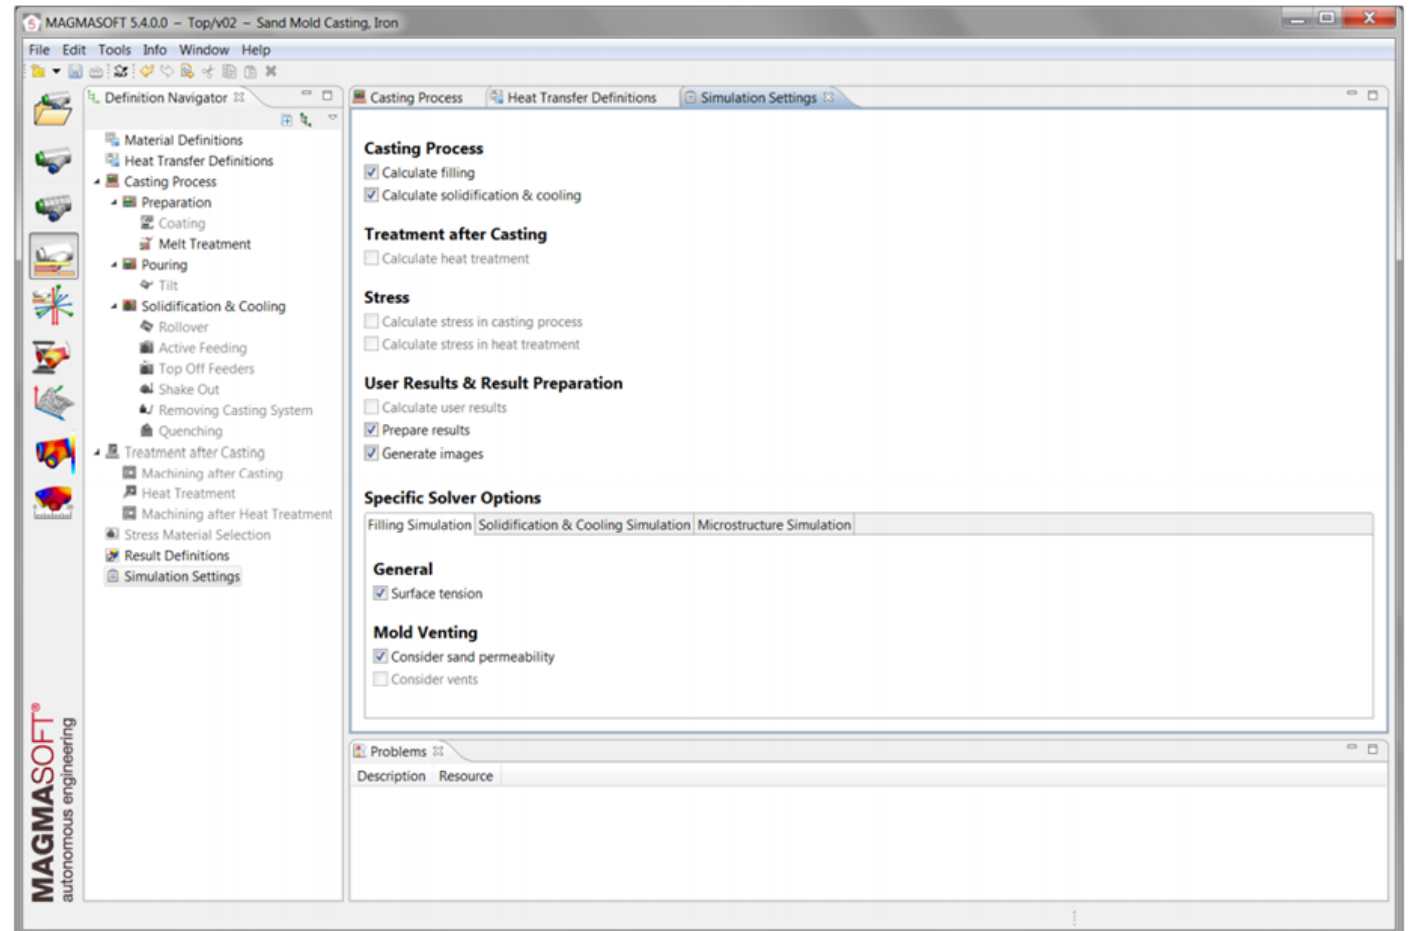 MAGMASOFT 5.4.0.0 – Top/v02 – Sand Mold Casting, Iron
File Edit Tools Info Window Help
Definition Navigator
Material Definitions
Heat Transfer Definitions
Casting Process
Preparation
Coating
Melt Treatment
Pouring
Tilt
Solidification & Cooling
Rollover
Active Feeding
Top Off Feeders
Shake Out
Removing Casting System
Quenching
Treatment after Casting
Machining after Casting
Heat Treatment
Machining after Heat Treatment
Stress Material Selection
Result Definitions
Simulation Settings
MAGMASOFT®
autonomous engineering
Casting Process Heat Transfer Definitions Simulation Settings
Casting Process
Calculate filling
Calculate solidification & cooling
Treatment after Casting
Calculate heat treatment
Stress
Calculate stress in casting process
Calculate stress in heat treatment
User Results & Result Preparation
Calculate user results
Prepare results
Generate images
Specific Solver Options
Filling Simulation Solidification & Cooling Simulation Microstructure Simulation
General
Surface tension
Mold Venting
Consider sand permeability
Consider vents
Problems
Description Resource